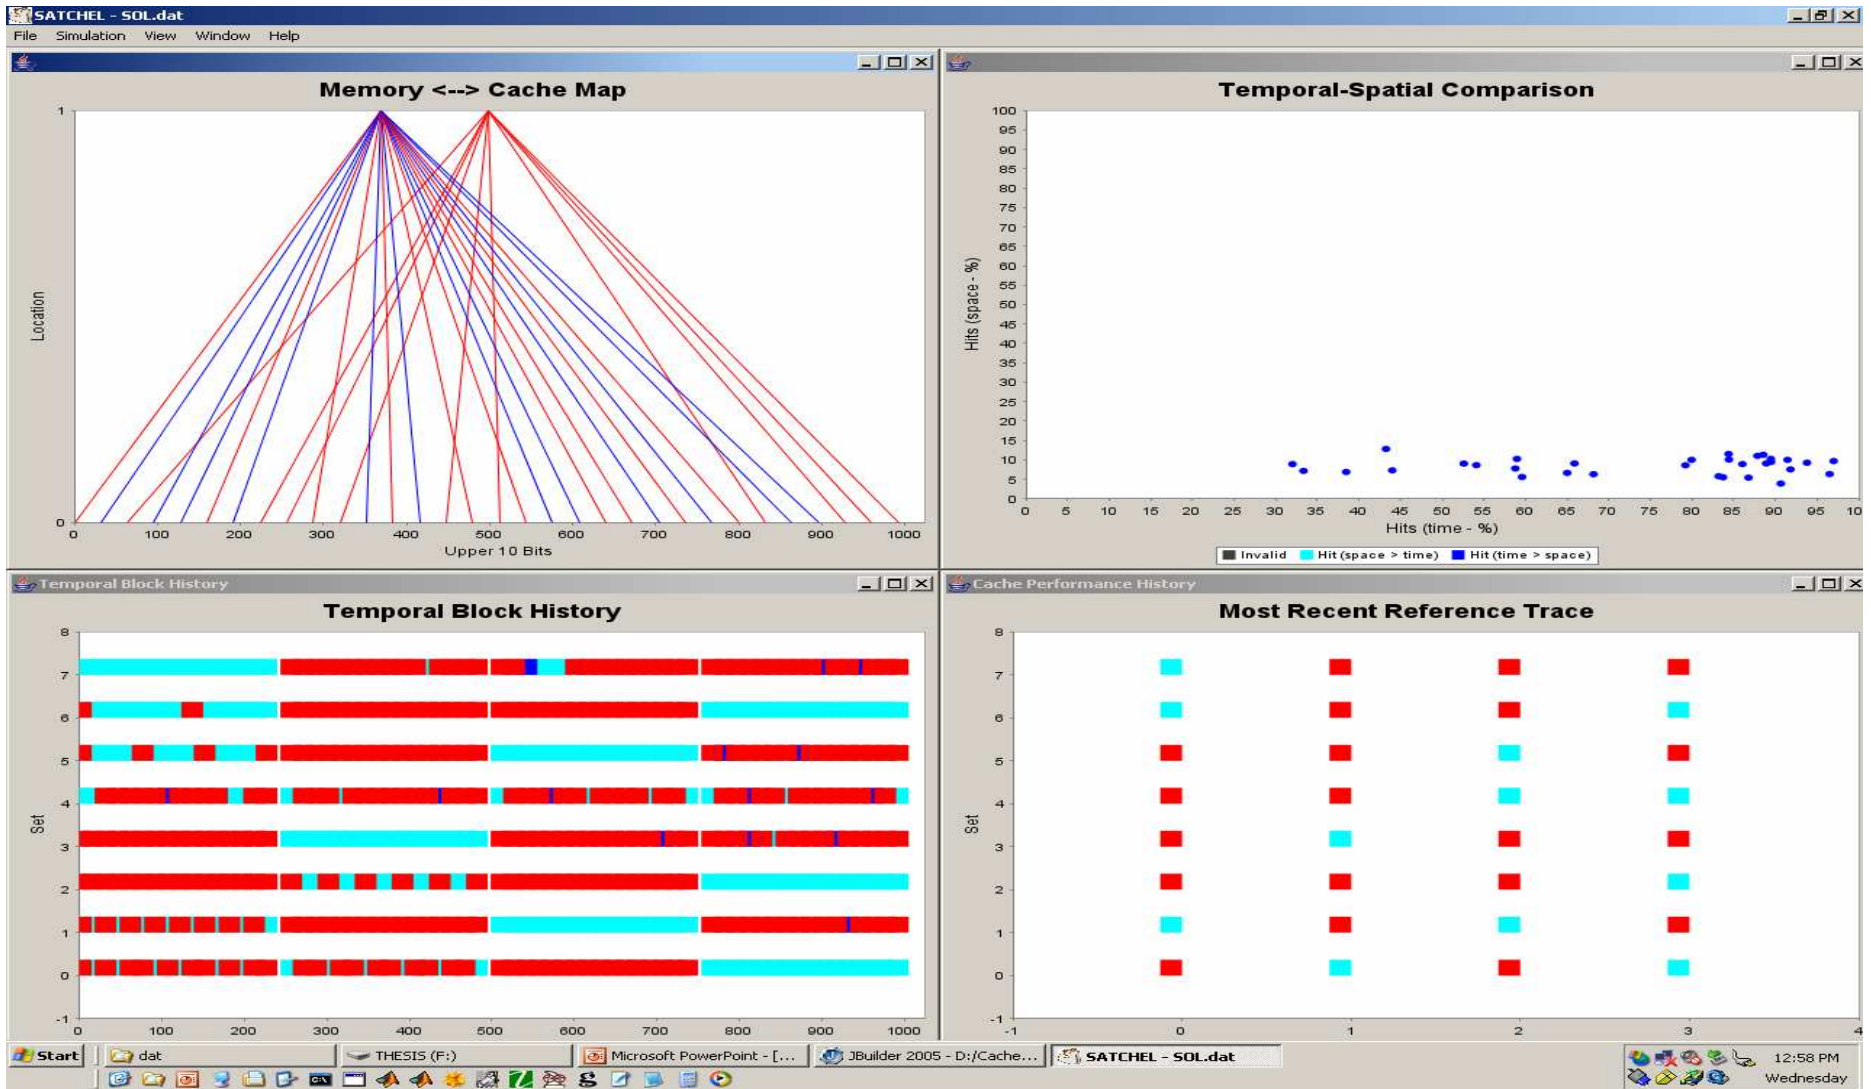 SATCHEL - SOL.dat
File Simulation View Window Help
Memory <--> Cache Map
1
0
Location
0 100 200 300 400 500 600 700 800 900 1000
Upper 10 Bits
Temporal-Spatial Comparison
100
95
90
85
80
75
70
65
60
55
50
45
40
35
30
25
20
15
10
5
0
Hits (space - %)
0 5 10 15 20 25 30 35 40 45 50 55 60 65 70 75 80 85 90 95 10
Hits (time - %)
Invalid Hit (space > time) Hit (time > space)
Temporal Block History
Temporal Block History
8
7
6
5
4
3
2
1
0
-1
Set
0 100 200 300 400 500 600 700 800 900 1000
Cache Performance History
Most Recent Reference Trace
8
7
6
5
4
3
2
1
0
-1
Set
-1 0 1 2 3 4
Start dat THESIS (F:) Microsoft PowerPoint - [... JBuilder 2005 - D:/Cache... SATCHEL - SOL.dat 12:58 PM
Wednesday